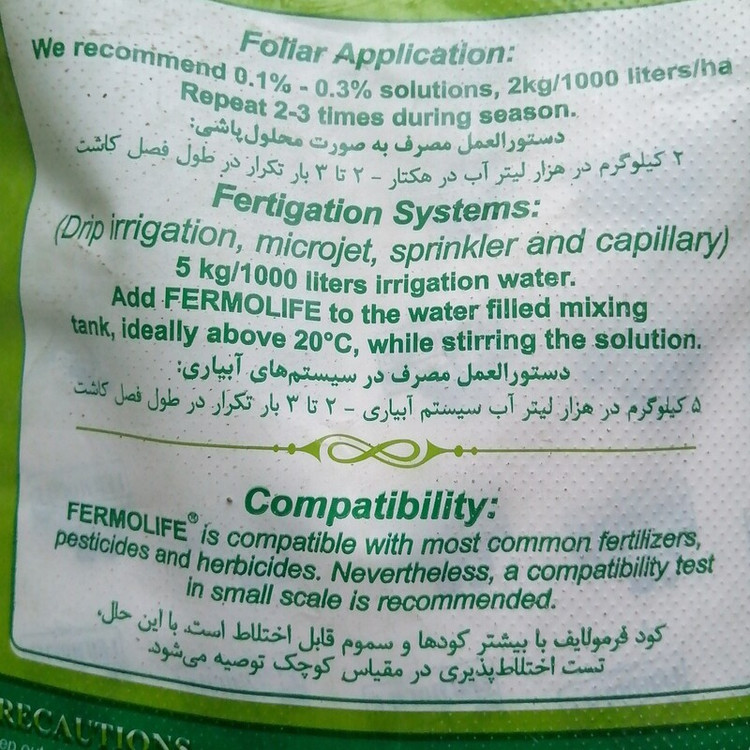 Foliar Application:
We recommend 0.1% - 0.3% solutions, 2kg/1000 liters/ha
Repeat 2-3 times during season.
دستورالعمل مصرف به صورت محلول‌پاشی:
۲ کیلوگرم در هزار لیتر آب در هکتار - ۲ تا ۳ بار تکرار در طول فصل کاشت
Fertigation Systems:
(Drip irrigation, microjet, sprinkler and capillary)
5 kg/1000 liters irrigation water.
Add FERMOLIFE to the water filled mixing
tank, ideally above 20°C, while stirring the solution.
دستورالعمل مصرف در سیستم‌های آبیاری:
۵ کیلوگرم در هزار لیتر آب سیستم آبیاری - ۲ تا ۳ بار تکرار در طول فصل کاشت
Compatibility:
FERMOLIFE® is compatible with most common fertilizers,
pesticides and herbicides. Nevertheless, a compatibility test
in small scale is recommended.
کود فرمولایف با بیشتر کودها و سموم قابل اختلاط است. با این حال،
تست اختلاط‌پذیری در مقیاس کوچک توصیه می‌شود.
RECAUTIONS